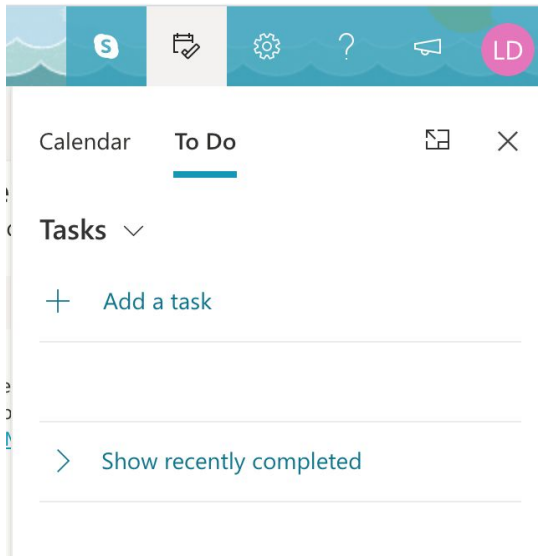 LD
Calendar To Do
Tasks
Add a task
Show recently completed